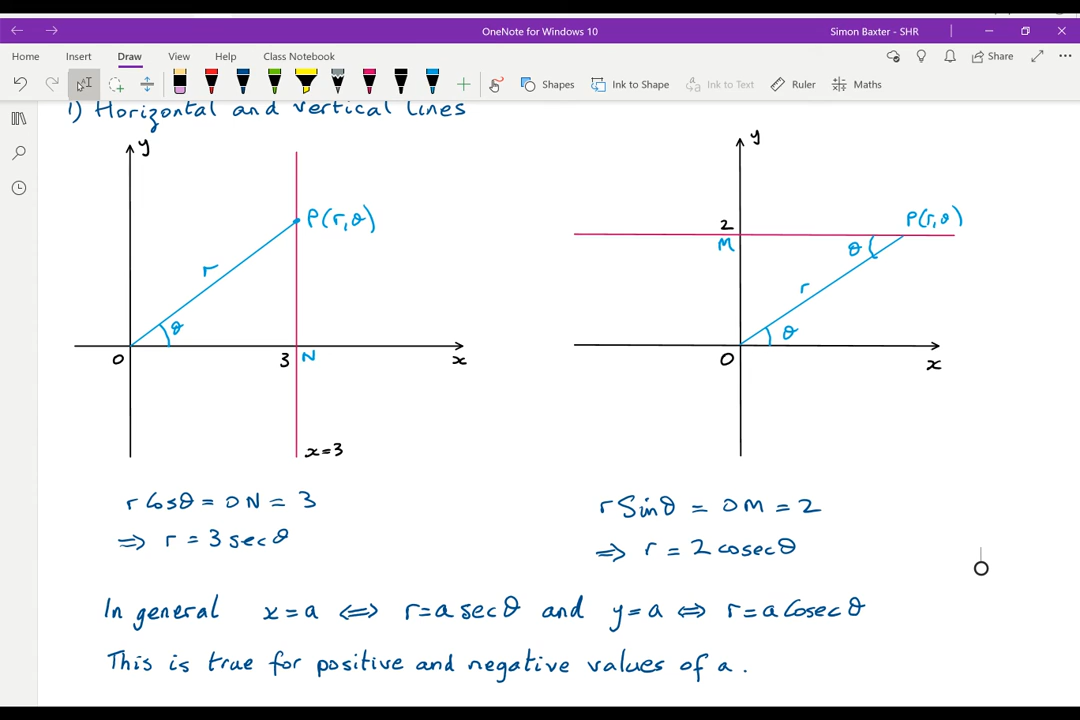 OneNote for Windows 10
Simon Baxter - SHR
Home Insert Draw View Help Class Notebook
Share
Shapes Ink to Shape Ink to Text Ruler Maths
1) Horizontal and vertical lines
y
P(r,θ)
r
θ
O
3 N
x
x=3
y
2
M
P(r,θ)
θ
r
θ
O
x
r Cosθ = ON = 3
⇒ r = 3 secθ
r Sinθ = OM = 2
⇒ r = 2 cosecθ
In general x=a ⇔ r=a secθ and y=a ⇔ r=a Cosecθ
This is true for positive and negative values of a.